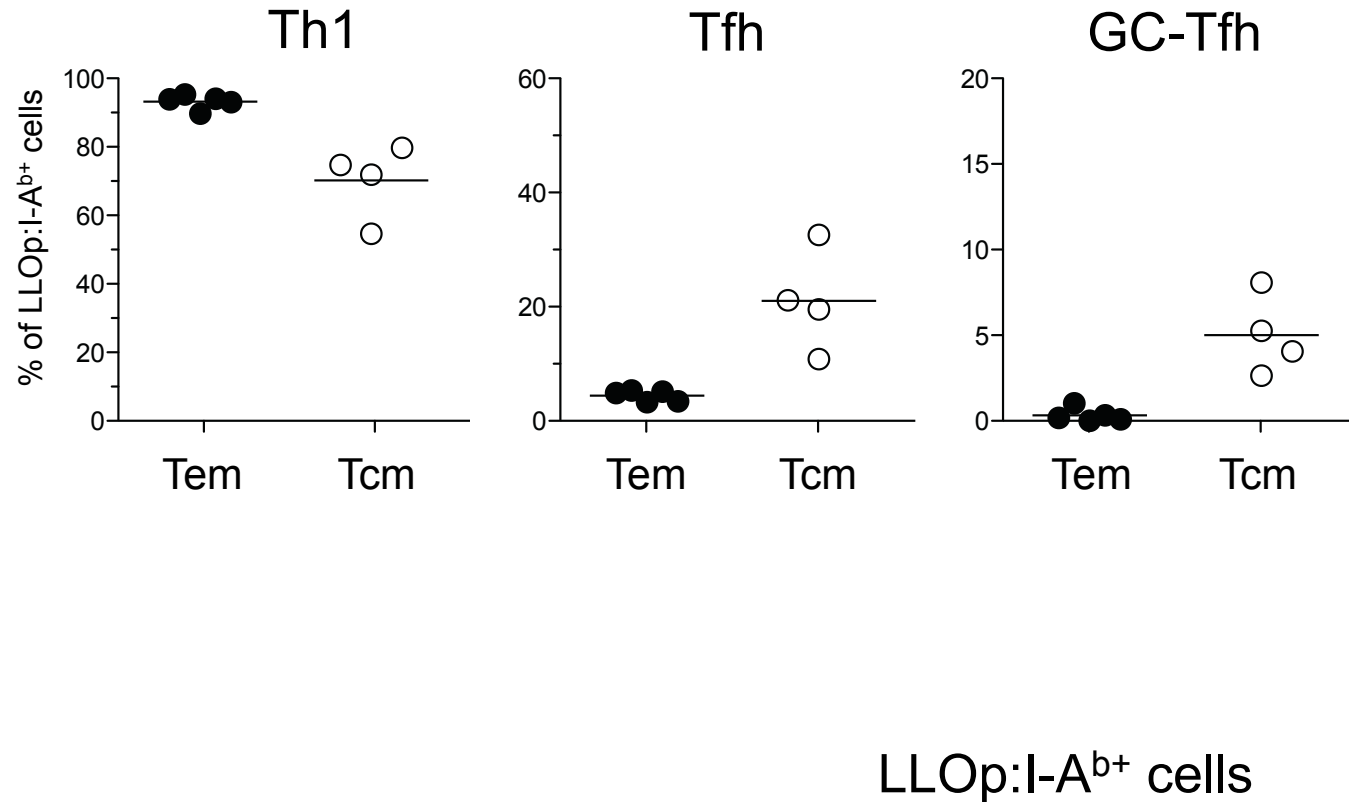 Th1
Tfh
GC-Tfh
% of LLOp:I-Aᵇ⁺ cells
100
80
60
40
20
0
Tem
Tcm
60
40
20
0
Tem
Tcm
20
15
10
5
0
Tem
Tcm
LLOp:I-Aᵇ⁺ cells